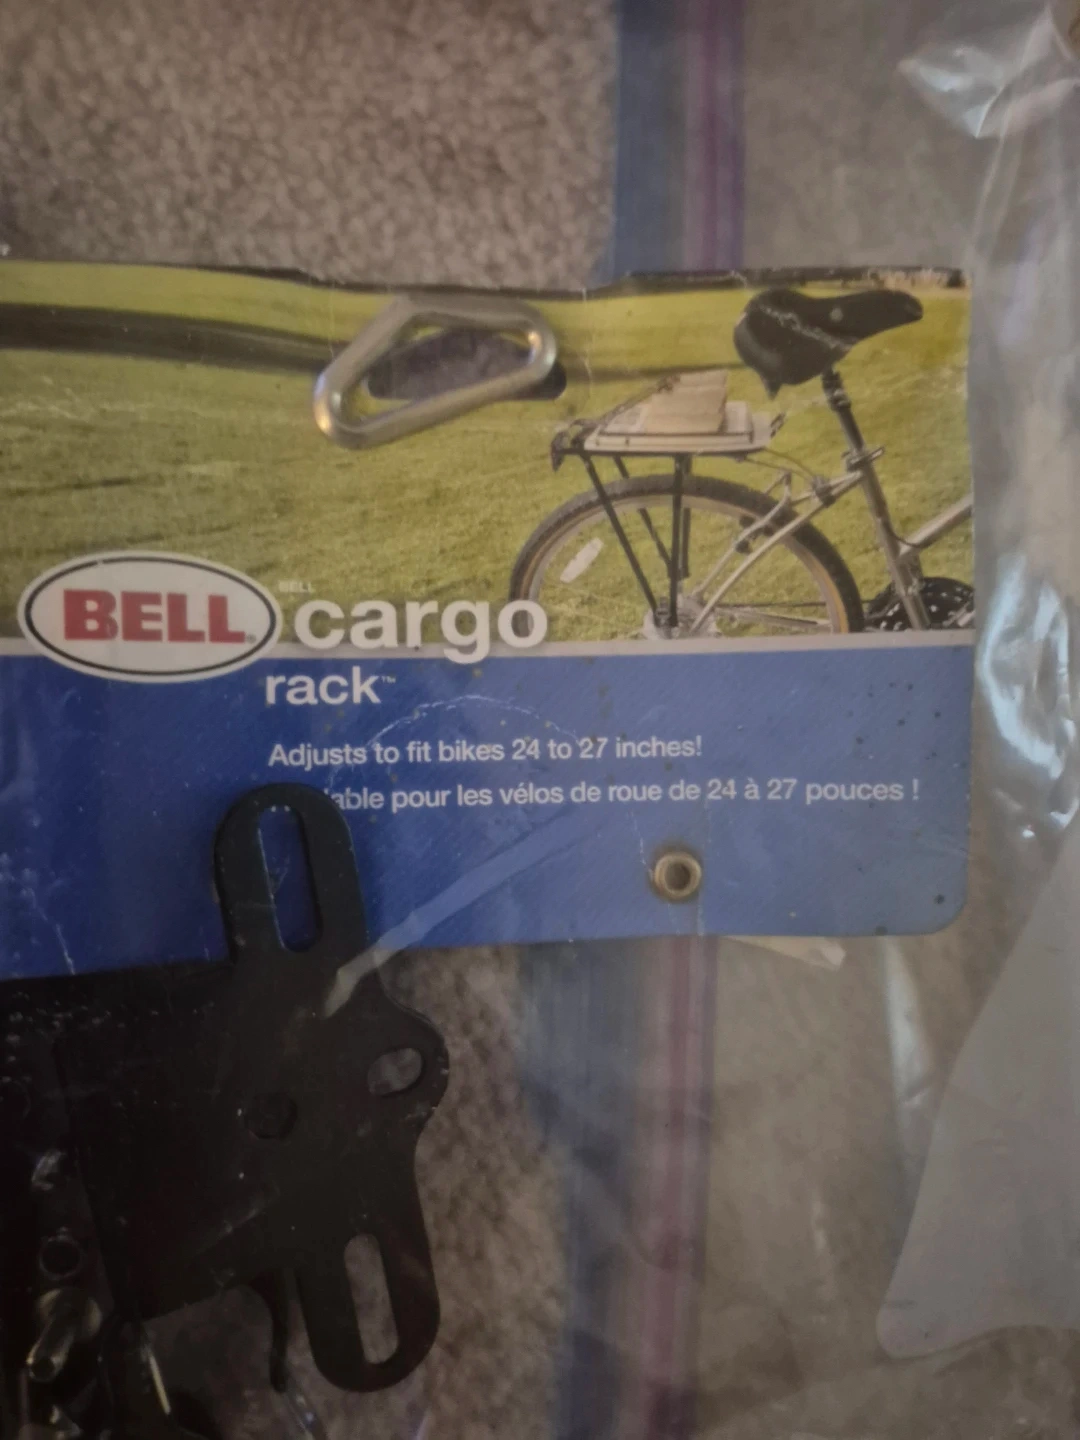 BELL
BELL
cargo
rack™
Adjusts to fit bikes 24 to 27 inches!
able pour les vélos de roue de 24 à 27 pouces !